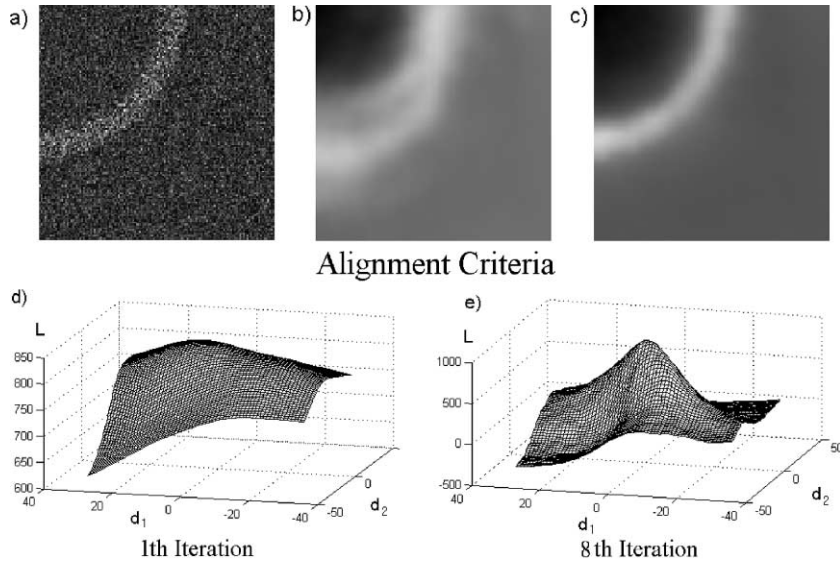 a) b) c)
Alignment Criteria
d) e)
L L
850
800
750
700
650
600
40 20 0 -20 -40
-50 0
d1 d2
1000
500
0
-500
40 20 0 -20 -40
-50 0 50
d1 d2
1th Iteration 8th Iteration